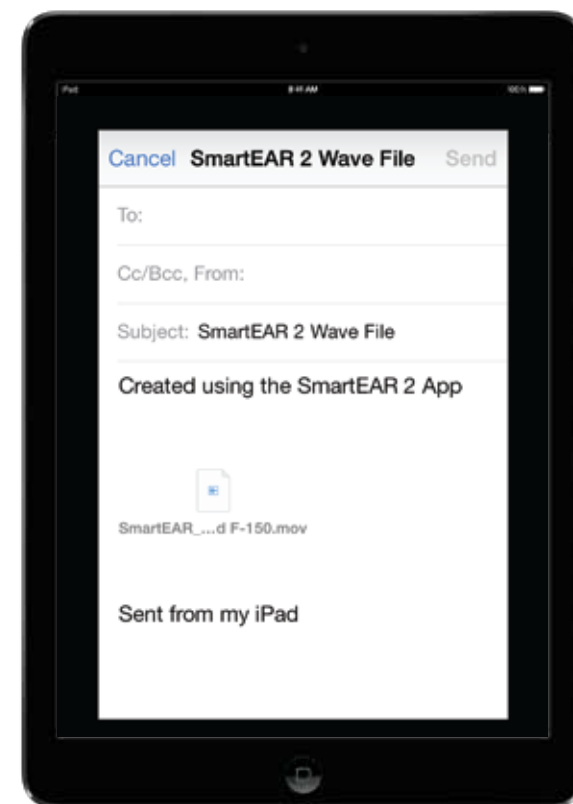 iPad 9:41 AM 100%
Cancel SmartEAR 2 Wave File Send
To:
Cc/Bcc, From:
Subject: SmartEAR 2 Wave File
Created using the SmartEAR 2 App
SmartEAR_...d F-150.mov
Sent from my iPad